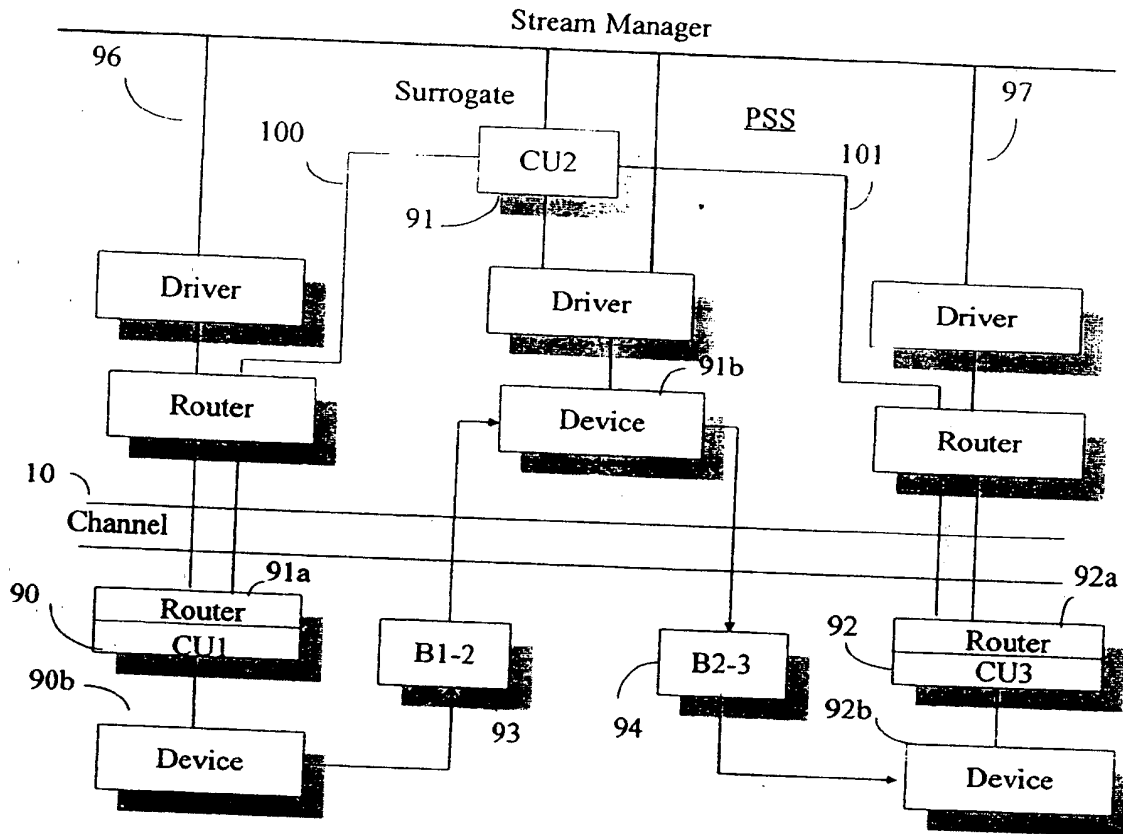 Stream Manager
96
97
Surrogate
PSS
100
101
CU2
91
Driver
Driver
Driver
91b
Router
Device
Router
10
Channel
91a
92a
90
Router
CU1
B1-2
B2-3
92
Router
CU3
90b
93
94
92b
Device
Device